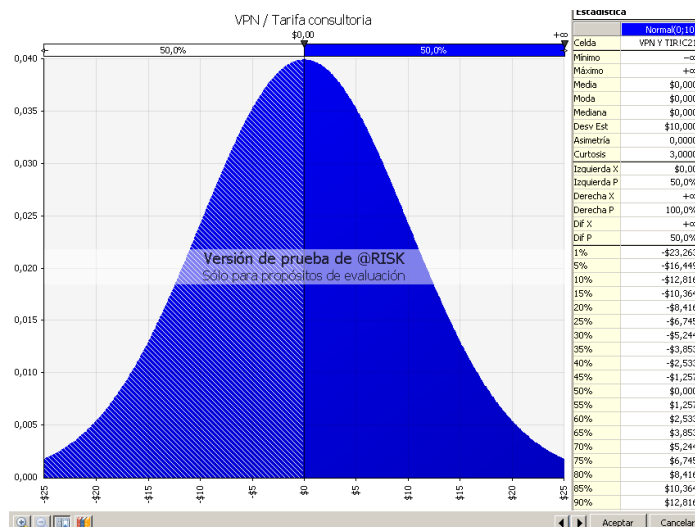 VPN / Tarifa consultoria
$0,00
+∞
50,0%
50,0%
0,040
0,035
0,030
0,025
0,020
0,015
0,010
0,005
0,000
Versión de prueba de @RISK
Sólo para propósitos de evaluación
-$25
-$20
-$15
-$10
-$5
$0
$5
$10
$15
$20
$25
Estadística
Normal(0;10
Celda VPN Y TIR!C21
Mínimo -∞
Máximo +∞
Media $0,000
Moda $0,000
Mediana $0,000
Desv Est $10,000
Asimetría 0,0000
Curtosis 3,0000
Izquierda X $0,00
Izquierda P 50,0%
Derecha X +∞
Derecha P 100,0%
Dif X +∞
Dif P 50,0%
1% -$23,263
5% -$16,449
10% -$12,816
15% -$10,364
20% -$8,416
25% -$6,745
30% -$5,244
35% -$3,853
40% -$2,533
45% -$1,257
50% $0,000
55% $1,257
60% $2,533
65% $3,853
70% $5,244
75% $6,745
80% $8,416
85% $10,364
90% $12,816
Aceptar Cancelar